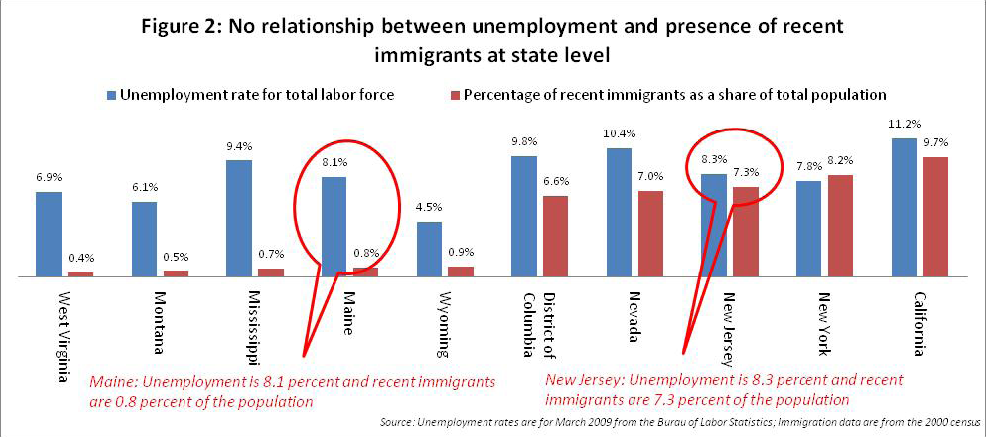 Figure 2: No relationship between unemployment and presence of recent
immigrants at state level
Unemployment rate for total labor force
Percentage of recent immigrants as a share of total population
6.9%
0.4%
6.1%
0.5%
9.4%
0.7%
8.1%
0.8%
4.5%
0.9%
9.8%
6.6%
10.4%
7.0%
8.3%
7.3%
7.8%
8.2%
11.2%
9.7%
West Virginia
Montana
Mississippi
Maine
Wyoming
District of
Columbia
Nevada
New Jersey
New York
California
Maine: Unemployment is 8.1 percent and recent immigrants
are 0.8 percent of the population
New Jersey: Unemployment is 8.3 percent and recent
immigrants are 7.3 percent of the population
Source: Unemployment rates are for March 2009 from the Burau of Labor Statistics; Immigration data are from the 2000 census